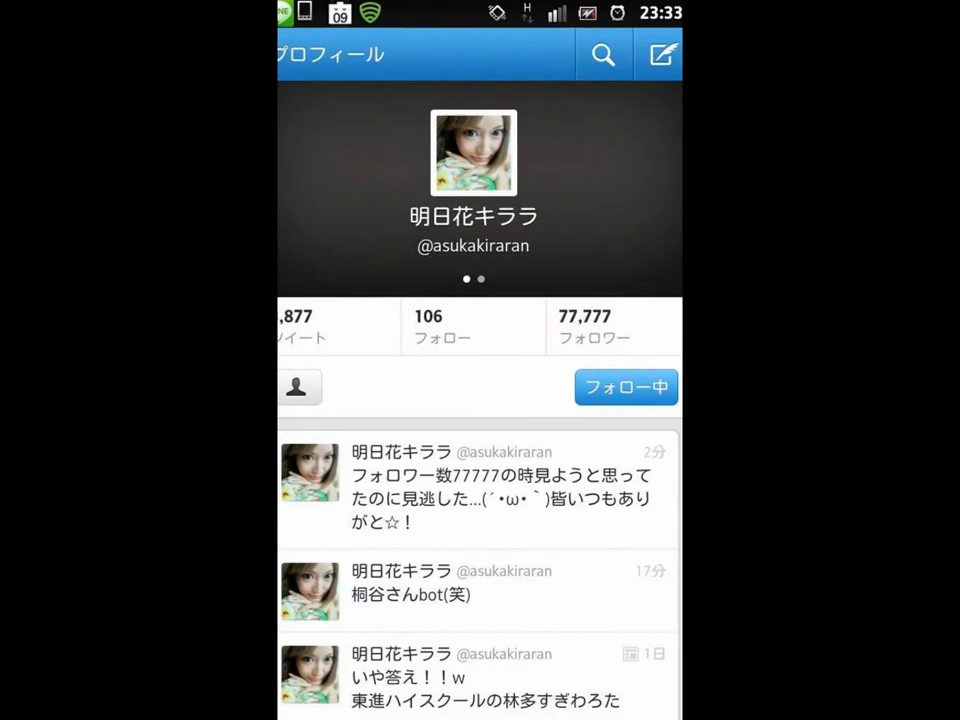 LINE
09
H
23:33
プロフィール
明日花キララ
@asukakiraran
,877
106
77,777
ツイート
フォロー
フォロワー
フォロー中
明日花キララ @asukakiraran 2分
フォロワー数77777の時見ようと思って
たのに見逃した...(´･ω･｀)皆いつもあり
がと☆！
明日花キララ @asukakiraran 17分
桐谷さんbot(笑)
明日花キララ @asukakiraran 1日
いや答え！！w
東進ハイスクールの林多すぎわろた